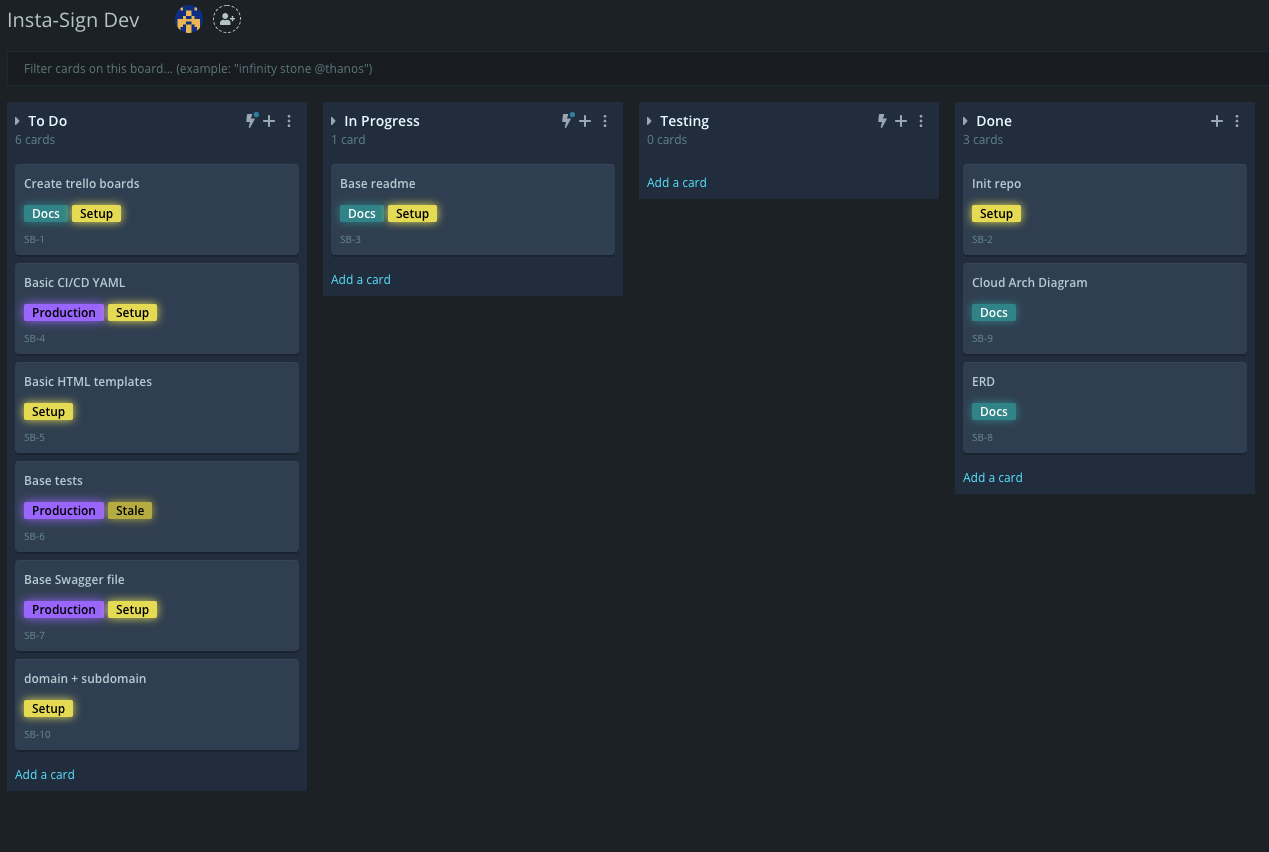 Insta-Sign Dev
Filter cards on this board... (example: "infinity stone @thanos")
To Do
6 cards
Create trello boards
Docs Setup
SB-1
Basic CI/CD YAML
Production Setup
SB-4
Basic HTML templates
Setup
SB-5
Base tests
Production Stale
SB-6
Base Swagger file
Production Setup
SB-7
domain + subdomain
Setup
SB-10
Add a card
In Progress
1 card
Base readme
Docs Setup
SB-3
Add a card
Testing
0 cards
Add a card
Done
3 cards
Init repo
Setup
SB-2
Cloud Arch Diagram
Docs
SB-9
ERD
Docs
SB-8
Add a card